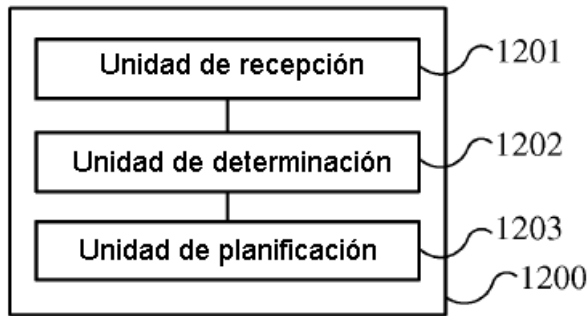 Unidad de recepción 1201
Unidad de determinación 1202
Unidad de planificación 1203
1200